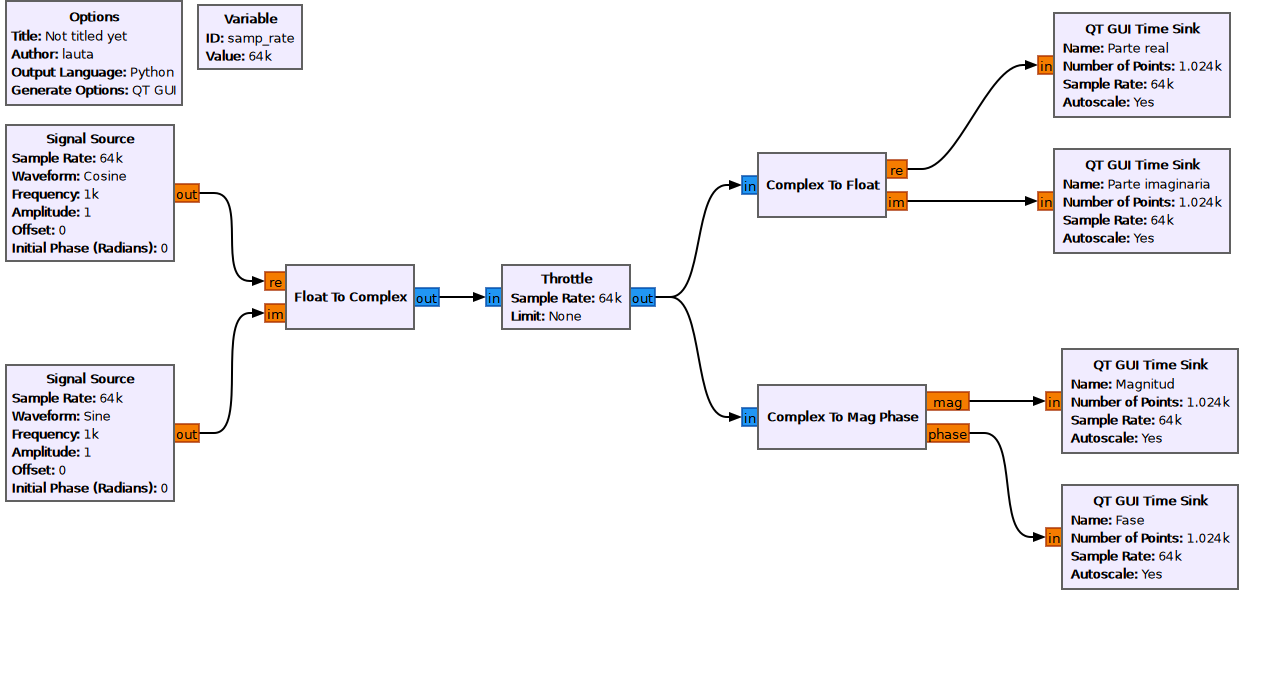 Options
Title: Not titled yet
Author: lauta
Output Language: Python
Generate Options: QT GUI
Variable
ID: samp_rate
Value: 64k
Signal Source
Sample Rate: 64k
Waveform: Cosine
Frequency: 1k
Amplitude: 1
Offset: 0
Initial Phase (Radians): 0
out
Signal Source
Sample Rate: 64k
Waveform: Sine
Frequency: 1k
Amplitude: 1
Offset: 0
Initial Phase (Radians): 0
out
re
im
Float To Complex
out
in
Throttle
Sample Rate: 64k
Limit: None
out
in
Complex To Float
re
im
in
QT GUI Time Sink
Name: Parte real
Number of Points: 1.024k
Sample Rate: 64k
Autoscale: Yes
in
QT GUI Time Sink
Name: Parte imaginaria
Number of Points: 1.024k
Sample Rate: 64k
Autoscale: Yes
in
Complex To Mag Phase
mag
phase
in
QT GUI Time Sink
Name: Magnitud
Number of Points: 1.024k
Sample Rate: 64k
Autoscale: Yes
in
QT GUI Time Sink
Name: Fase
Number of Points: 1.024k
Sample Rate: 64k
Autoscale: Yes